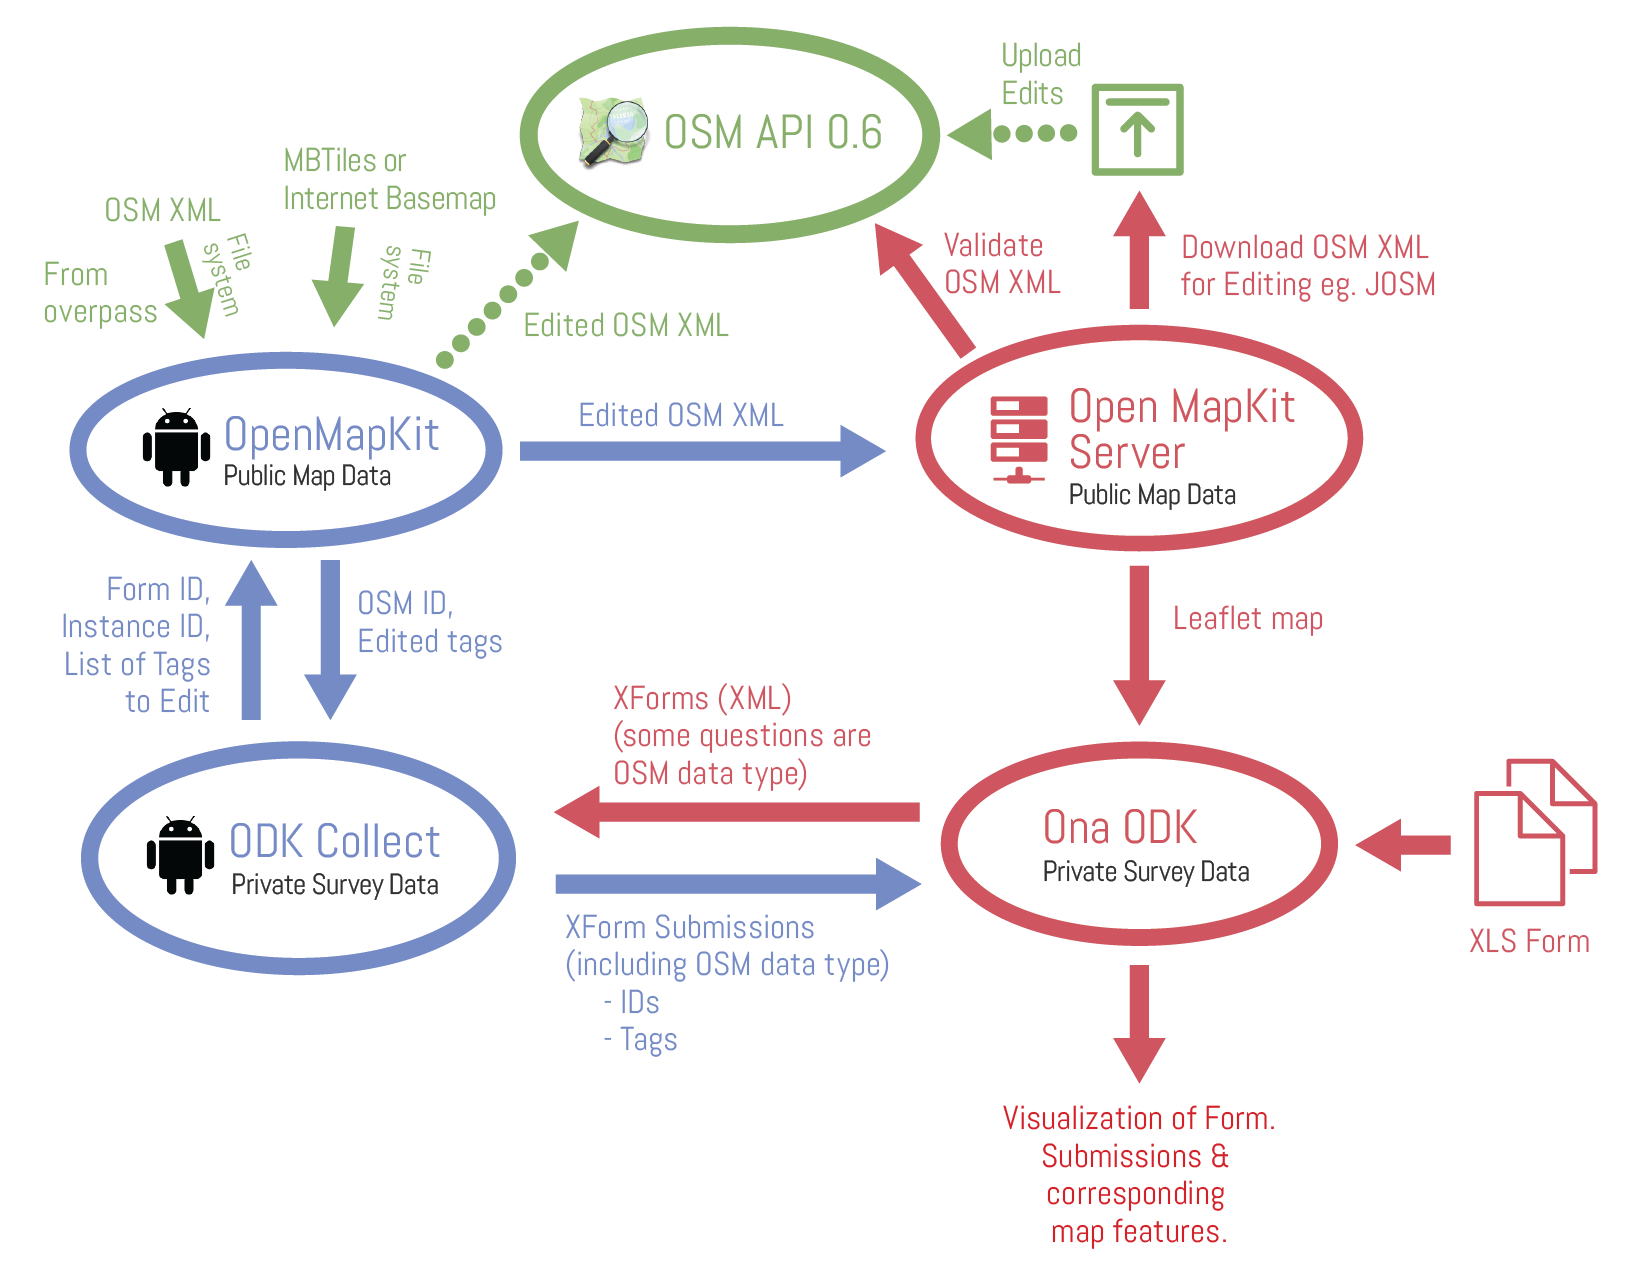 Upload
Edits
OSM API 0.6
MBTiles or
Internet Basemap
OSM XML
File
system
From
overpass
File
system
Validate
OSM XML
Download OSM XML
for Editing eg. JOSM
Edited OSM XML
OpenMapKit
Public Map Data
Edited OSM XML
Open MapKit
Server
Public Map Data
Form ID,
Instance ID,
List of Tags
to Edit
OSM ID,
Edited tags
Leaflet map
XForms (XML)
(some questions are
OSM data type)
ODK Collect
Private Survey Data
Ona ODK
Private Survey Data
XLS Form
XForm Submissions
(including OSM data type)
- IDs
- Tags
Visualization of Form.
Submissions &
corresponding
map features.